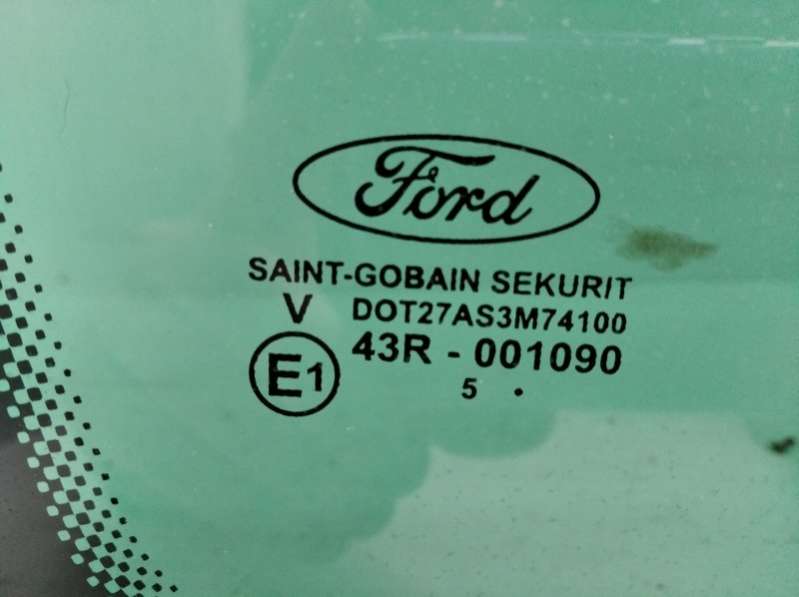 Ford
SAINT-GOBAIN SEKURIT
V DOT27AS3M74100
E1 43R - 001090
5 .